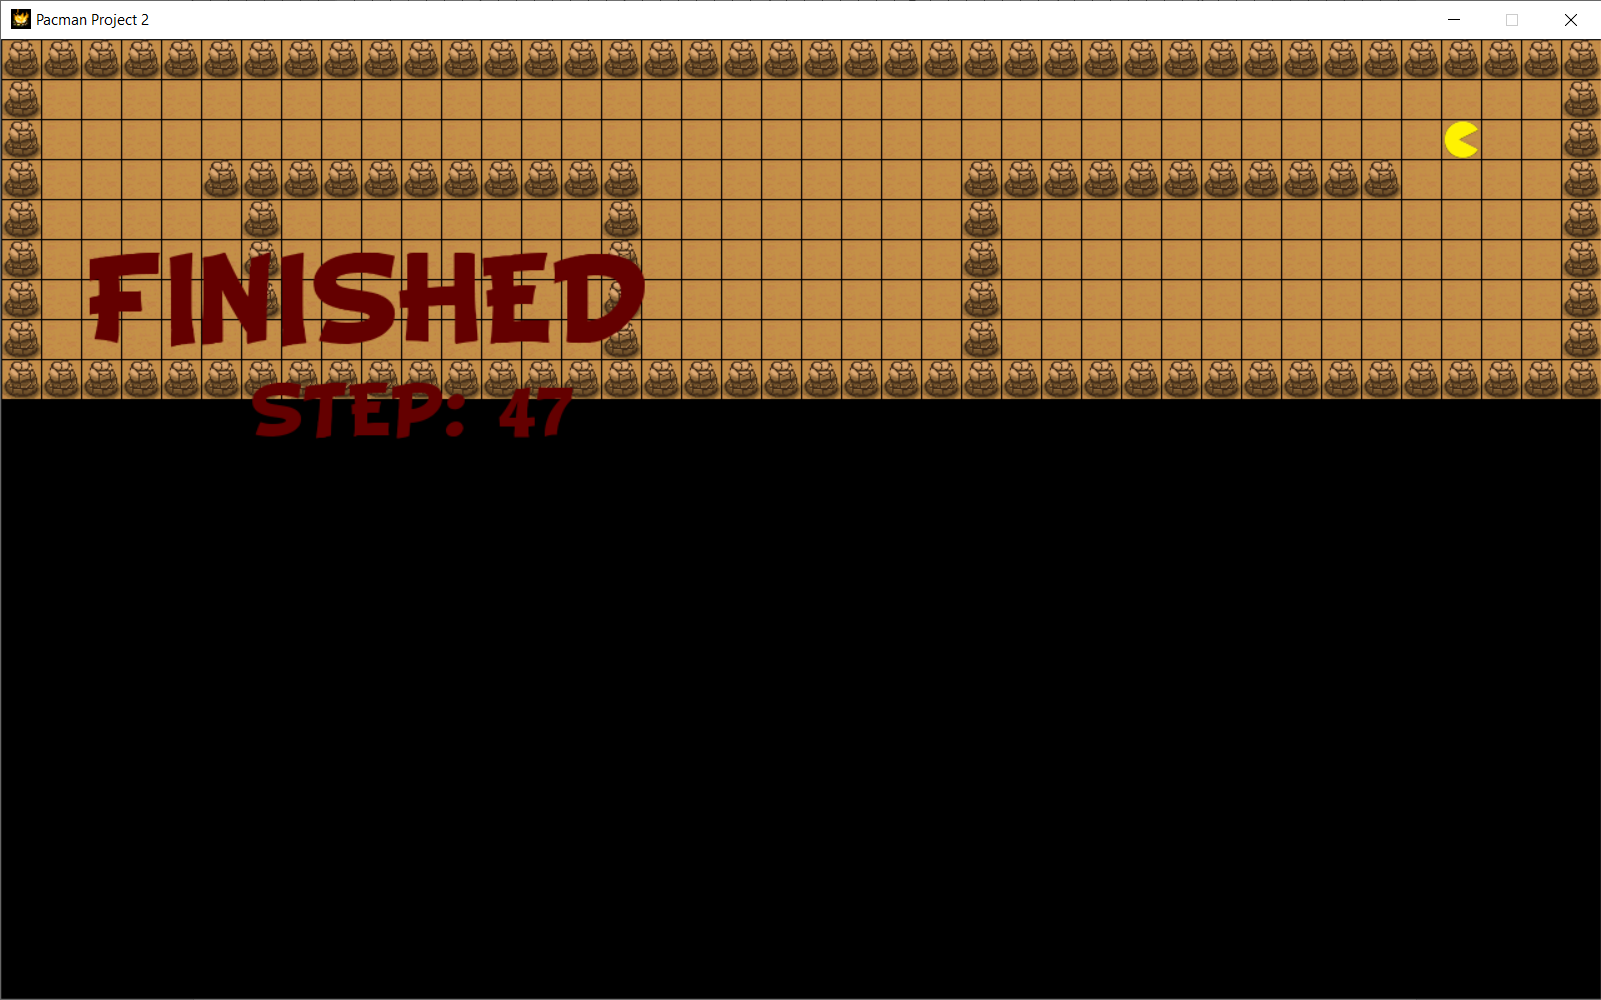 Pacman Project 2
FINISHED
STEP: 47